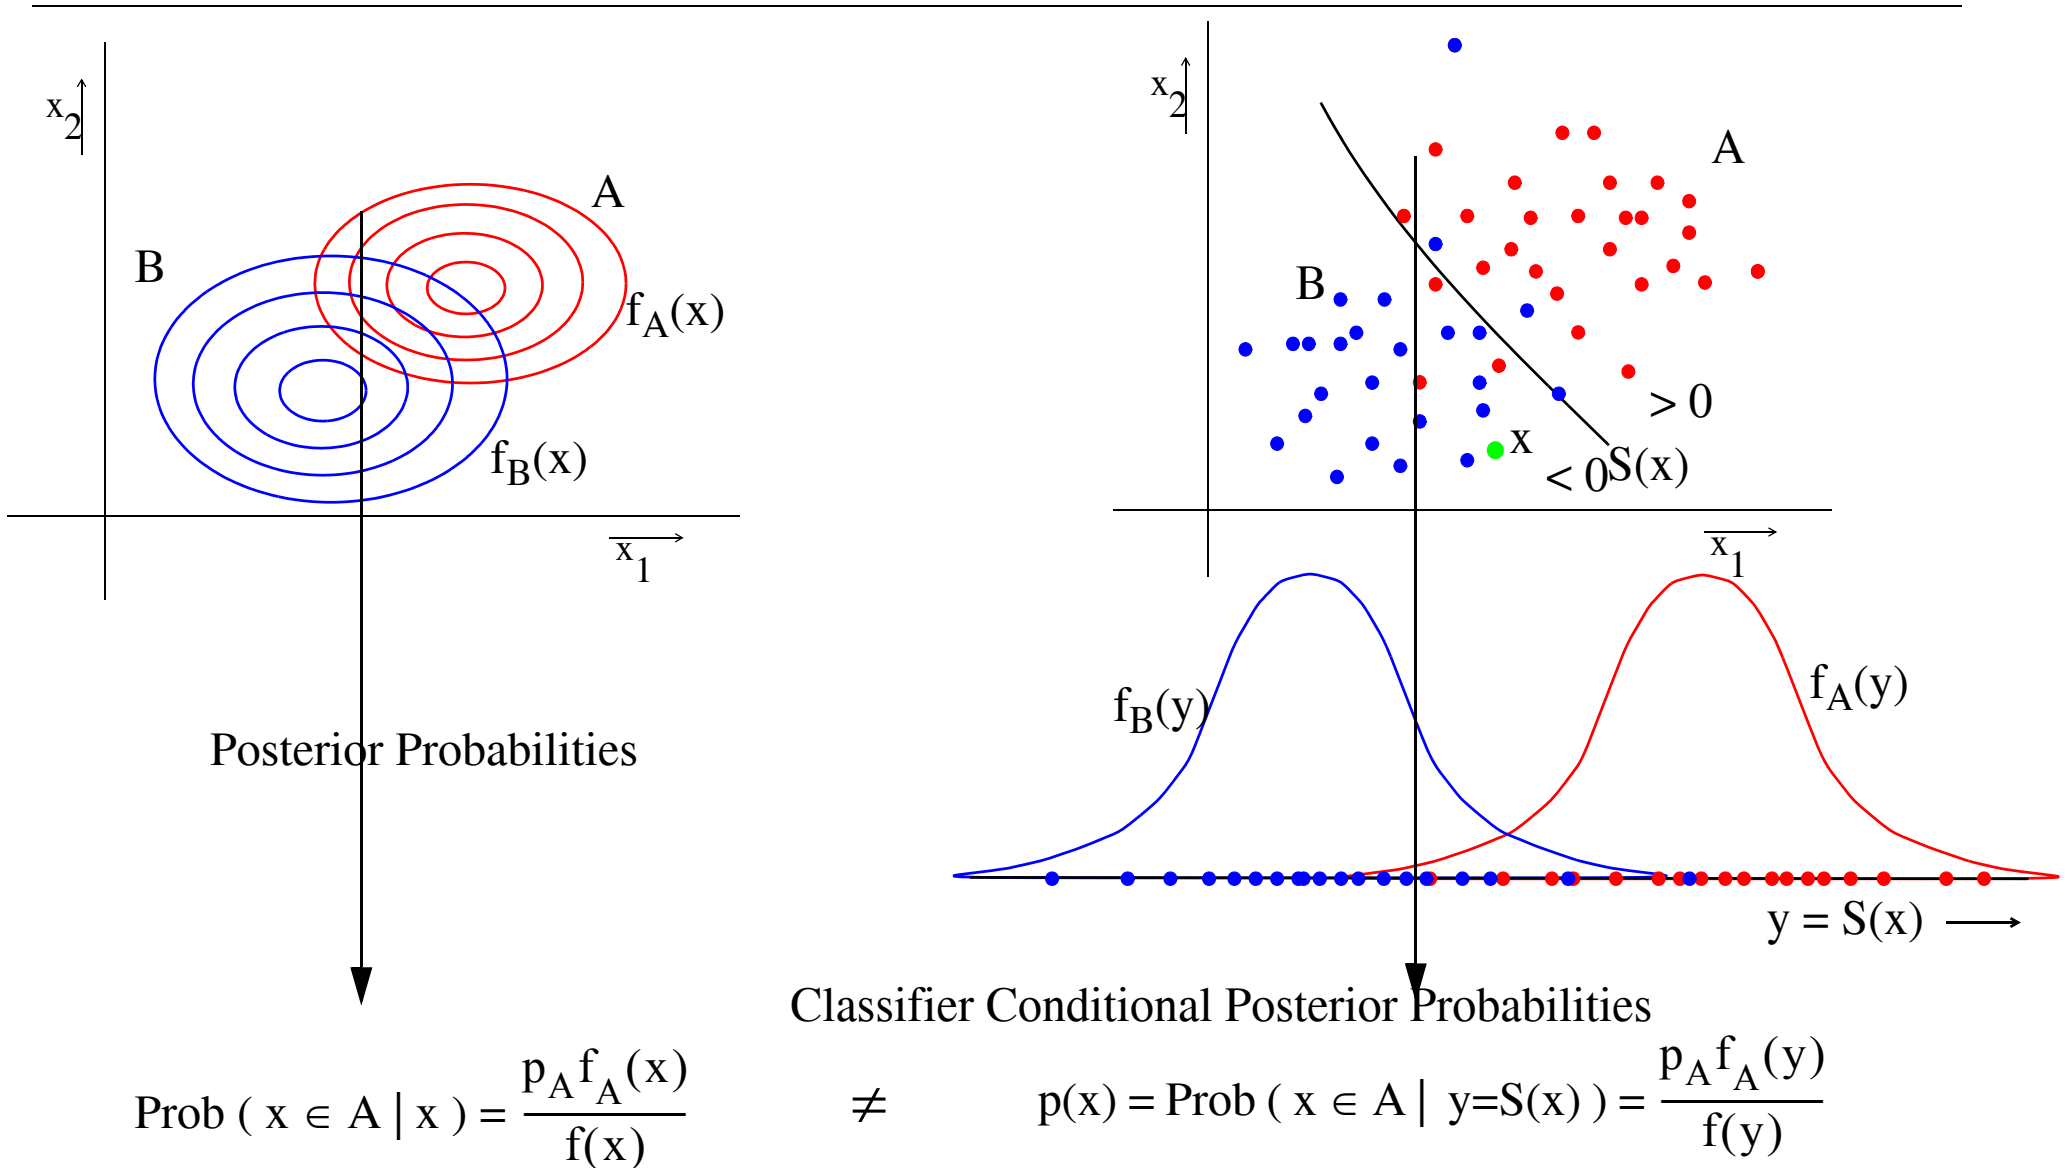 x2
B
A
fA(x)
fB(x)
x1
x2
A
B
> 0
x
< 0
S(x)
x1
fB(y)
fA(y)
y = S(x)
Posterior Probabilities
Classifier Conditional Posterior Probabilities
Prob ( x ∈ A | x ) = pA fA(x) / f(x)
≠
p(x) = Prob ( x ∈ A | y=S(x) ) = pA fA(y) / f(y)